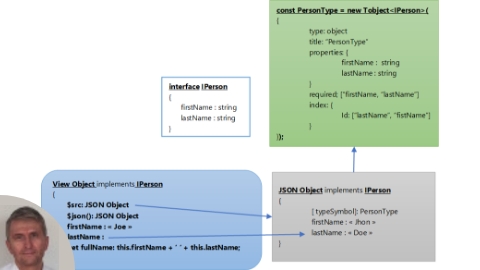 const PersonType = new Tobject<IPerson> (
{
type: object
title: "PersonType"
properties: {
firstName : string
lastName : string
}
required: ["firstName, "lastName"]
index: {
Id: ["lastName", "fistName"]
}
});
interface IPerson
{
firstName : string
lastName : string
}
View Object implements IPerson
{
$src: JSON Object
$json(): JSON Object
firstName : « Joe »
lastName :
et fullName: this.firstName + ' ' + this.lastName;
JSON Object implements IPerson
{
[ typeSymbol]: PersonType
firstName : « Jhon »
lastName : « Doe »
}